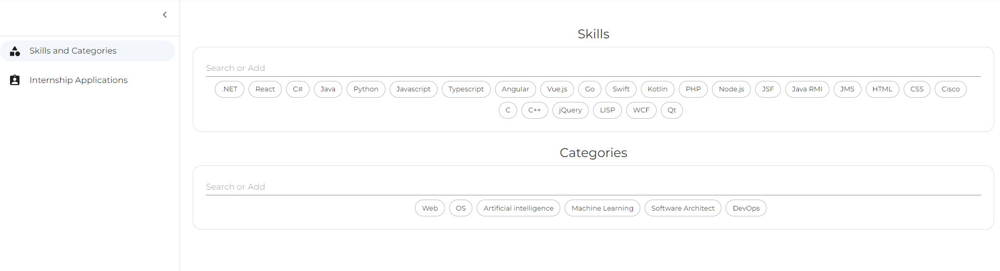 Skills and Categories
Internship Applications
Skills
Search or Add
.NET React C# Java Python Javascript Typescript Angular Vue.js Go Swift Kotlin PHP Node.js JSF Java RMI JMS HTML CSS Cisco
C C++ jQuery LISP WCF Qt
Categories
Search or Add
Web OS Artificial intelligence Machine Learning Software Architect DevOps